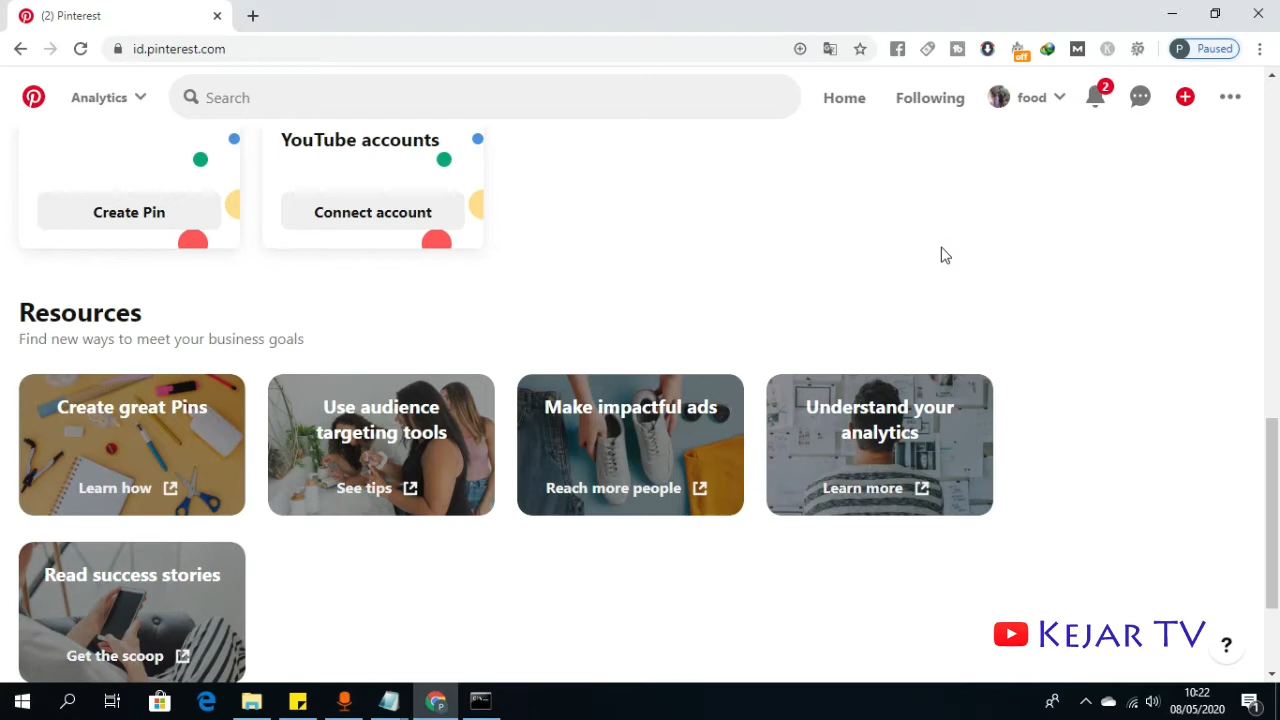 (2) Pinterest
id.pinterest.com
off
P Paused
Analytics
Search
Home
Following
food
2
YouTube accounts
Create Pin
Connect account
Resources
Find new ways to meet your business goals
Create great Pins
Learn how
Use audience
targeting tools
See tips
Make impactful ads
Reach more people
Understand your
analytics
Learn more
Read success stories
Get the scoop
KEJAR TV
?
10:22
08/05/2020
1